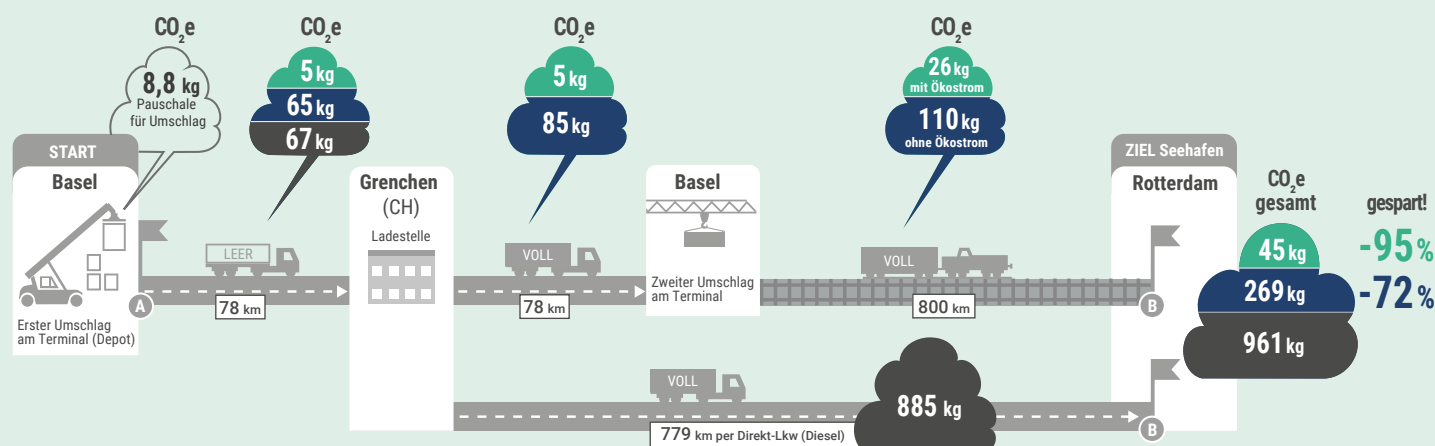 CO₂e
8,8 kg
Pauschale
für Umschlag
START
Basel
Erster Umschlag
am Terminal (Depot)
A
CO₂e
5 kg
65 kg
67 kg
LEER
78 km
Grenchen
(CH)
Ladestelle
CO₂e
5 kg
85 kg
VOLL
78 km
Basel
Zweiter Umschlag
am Terminal
CO₂e
26 kg
mit Ökostrom
110 kg
ohne Ökostrom
VOLL
800 km
B
ZIEL Seehafen
Rotterdam
CO₂e
gesamt
gespart!
45 kg
-95 %
269 kg
-72 %
961 kg
VOLL
885 kg
779 km per Direkt-Lkw (Diesel)
B